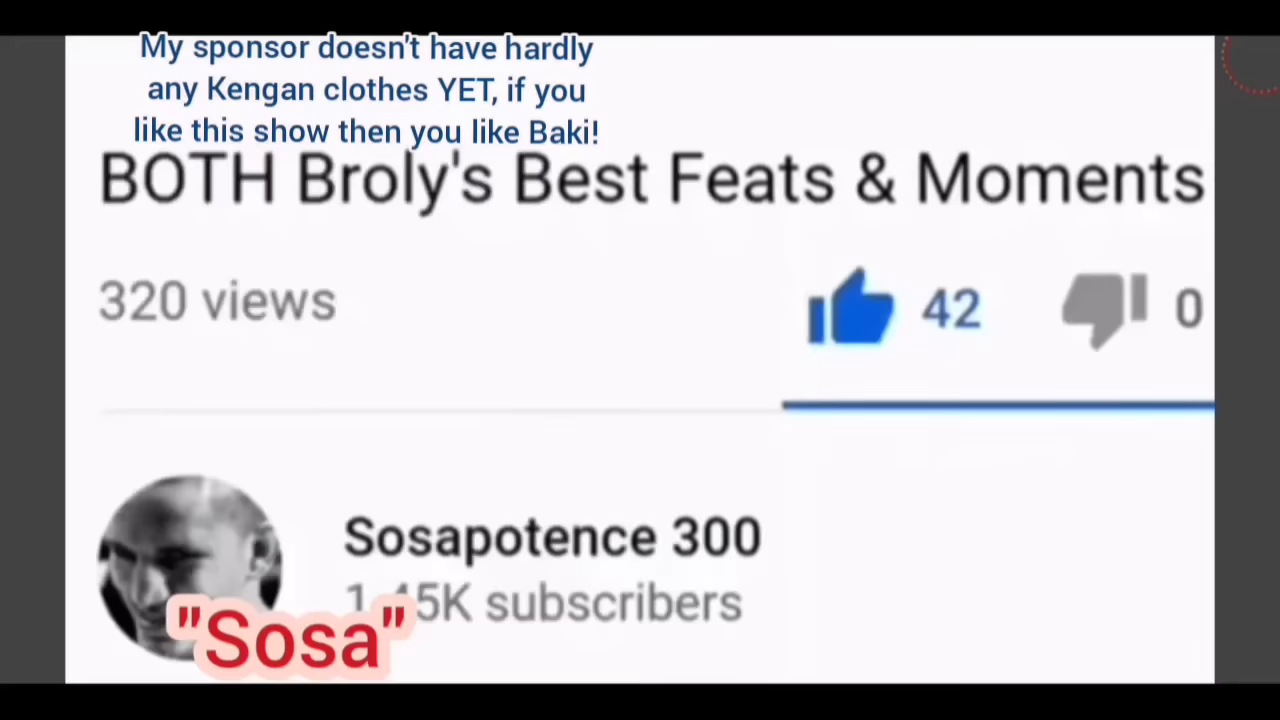 My sponsor doesn't have hardly
any Kengan clothes YET, if you
like this show then you like Baki!
BOTH Broly's Best Feats & Moments
320 views
42
0
Sosapotence 300
1.45K subscribers
"Sosa"